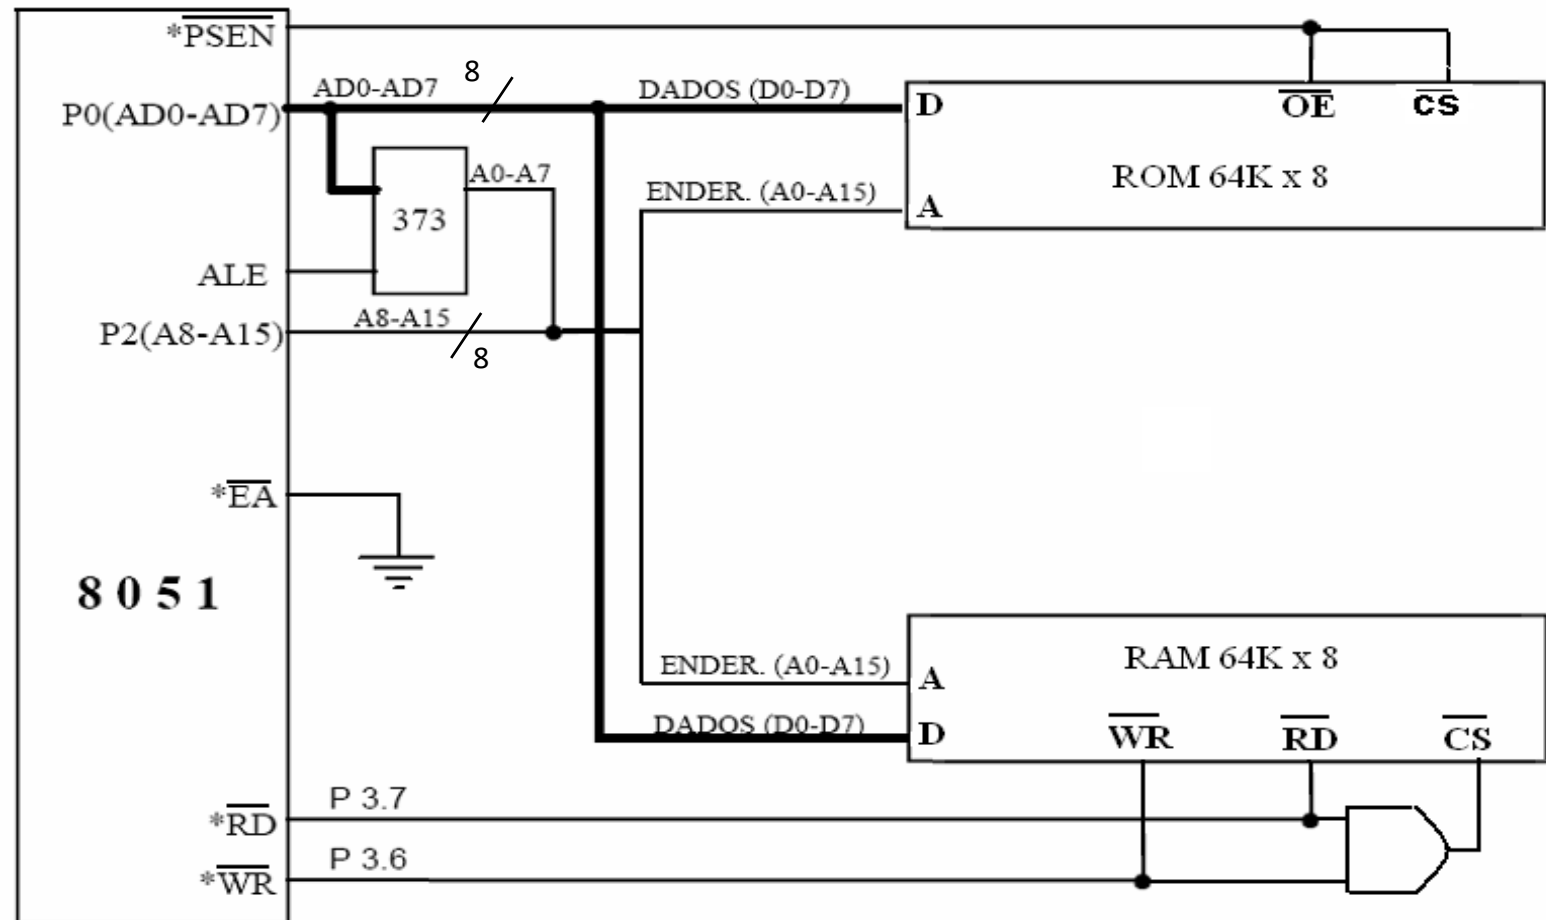 *PSEN
AD0-AD7
8
DADOS (D0-D7)
D
OE
CS
P0(AD0-AD7)
ROM 64K x 8
A0-A7
ENDER. (A0-A15)
A
373
ALE
A8-A15
P2(A8-A15)
8
*EA
8 0 5 1
RAM 64K x 8
ENDER. (A0-A15)
A
DADOS (D0-D7)
D
WR
RD
CS
P 3.7
*RD
P 3.6
*WR